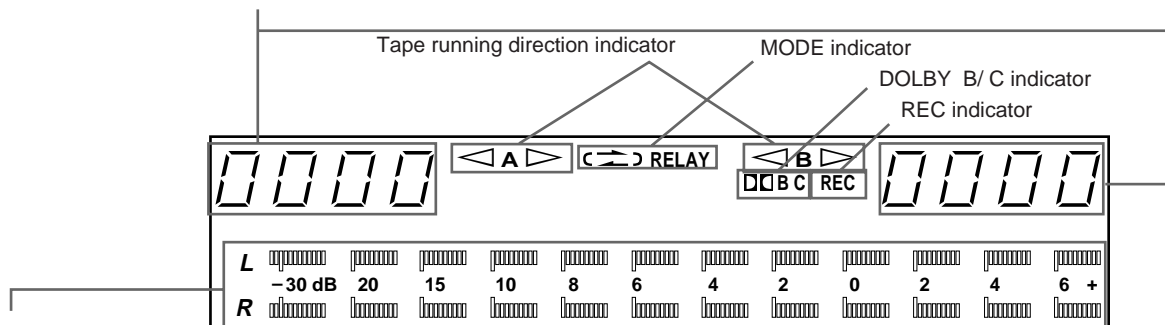 Tape running direction indicator MODE indicator
DOLBY B/ C indicator
REC indicator
0000 A RELAY B 0000
B C REC
L
−30 dB 20 15 10 8 6 4 2 0 2 4 6 +
R